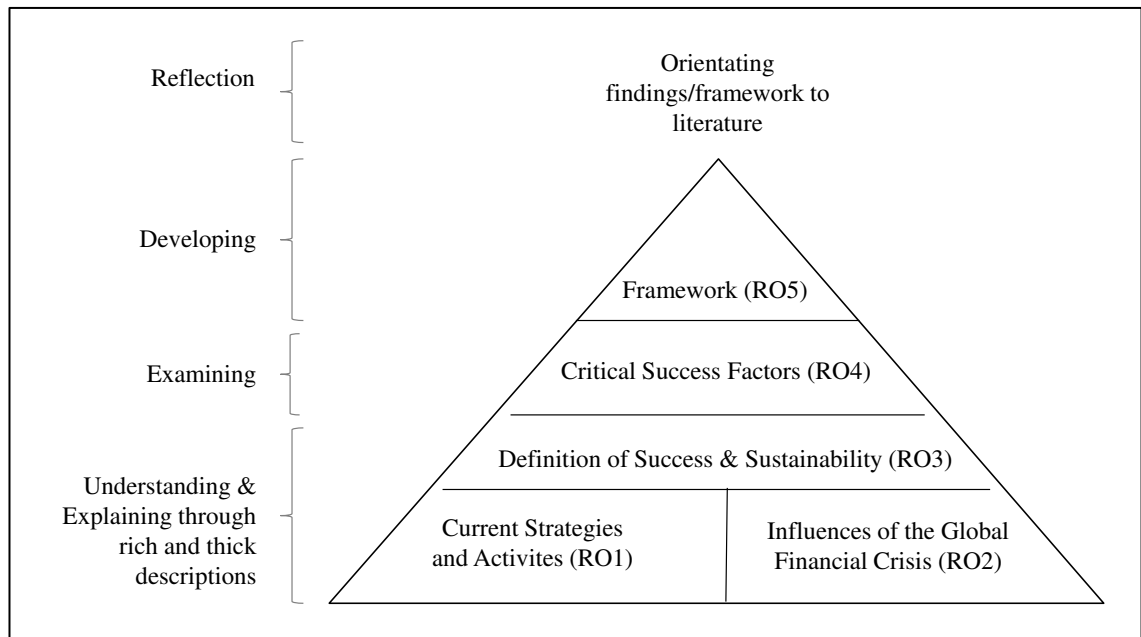 Reflection
Orientating
findings/framework to
literature
Developing
Framework (RO5)
Examining
Critical Success Factors (RO4)
Understanding &
Explaining through
rich and thick
descriptions
Definition of Success & Sustainability (RO3)
Current Strategies
and Activites (RO1)
Influences of the Global
Financial Crisis (RO2)